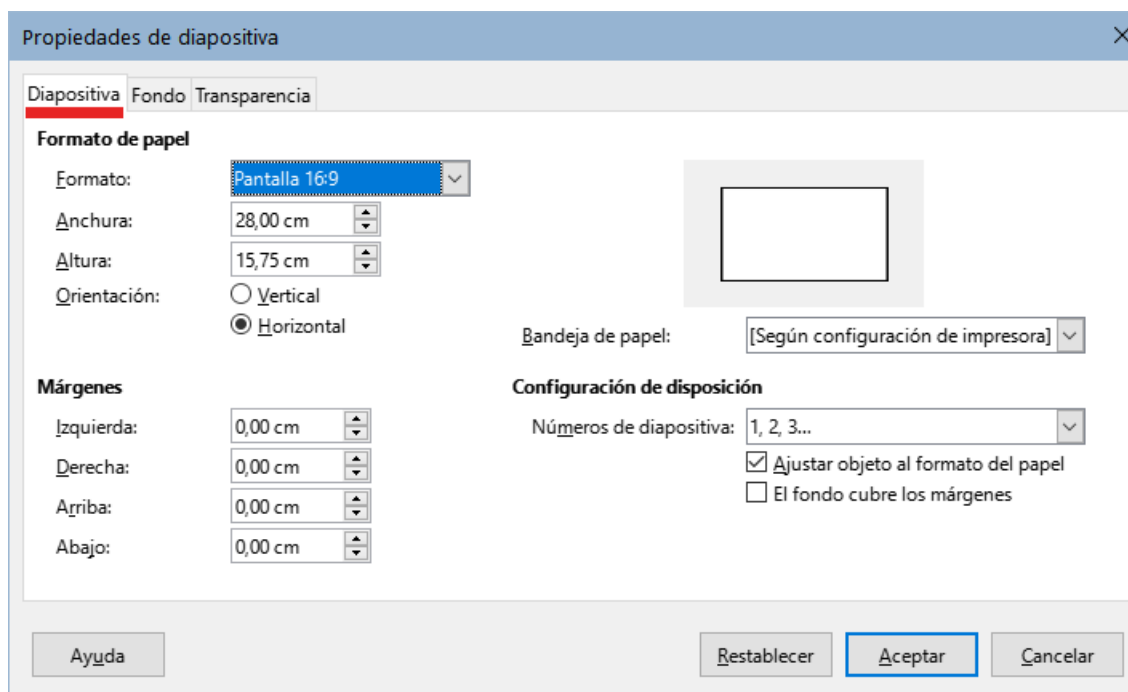 Propiedades de diapositiva
Diapositiva Fondo Transparencia
Formato de papel
Formato: Pantalla 16:9
Anchura: 28,00 cm
Altura: 15,75 cm
Orientación: Vertical
Horizontal
Bandeja de papel: [Según configuración de impresora]
Márgenes
Izquierda: 0,00 cm
Derecha: 0,00 cm
Arriba: 0,00 cm
Abajo: 0,00 cm
Configuración de disposición
Números de diapositiva: 1, 2, 3...
Ajustar objeto al formato del papel
El fondo cubre los márgenes
Ayuda Restablecer Aceptar Cancelar